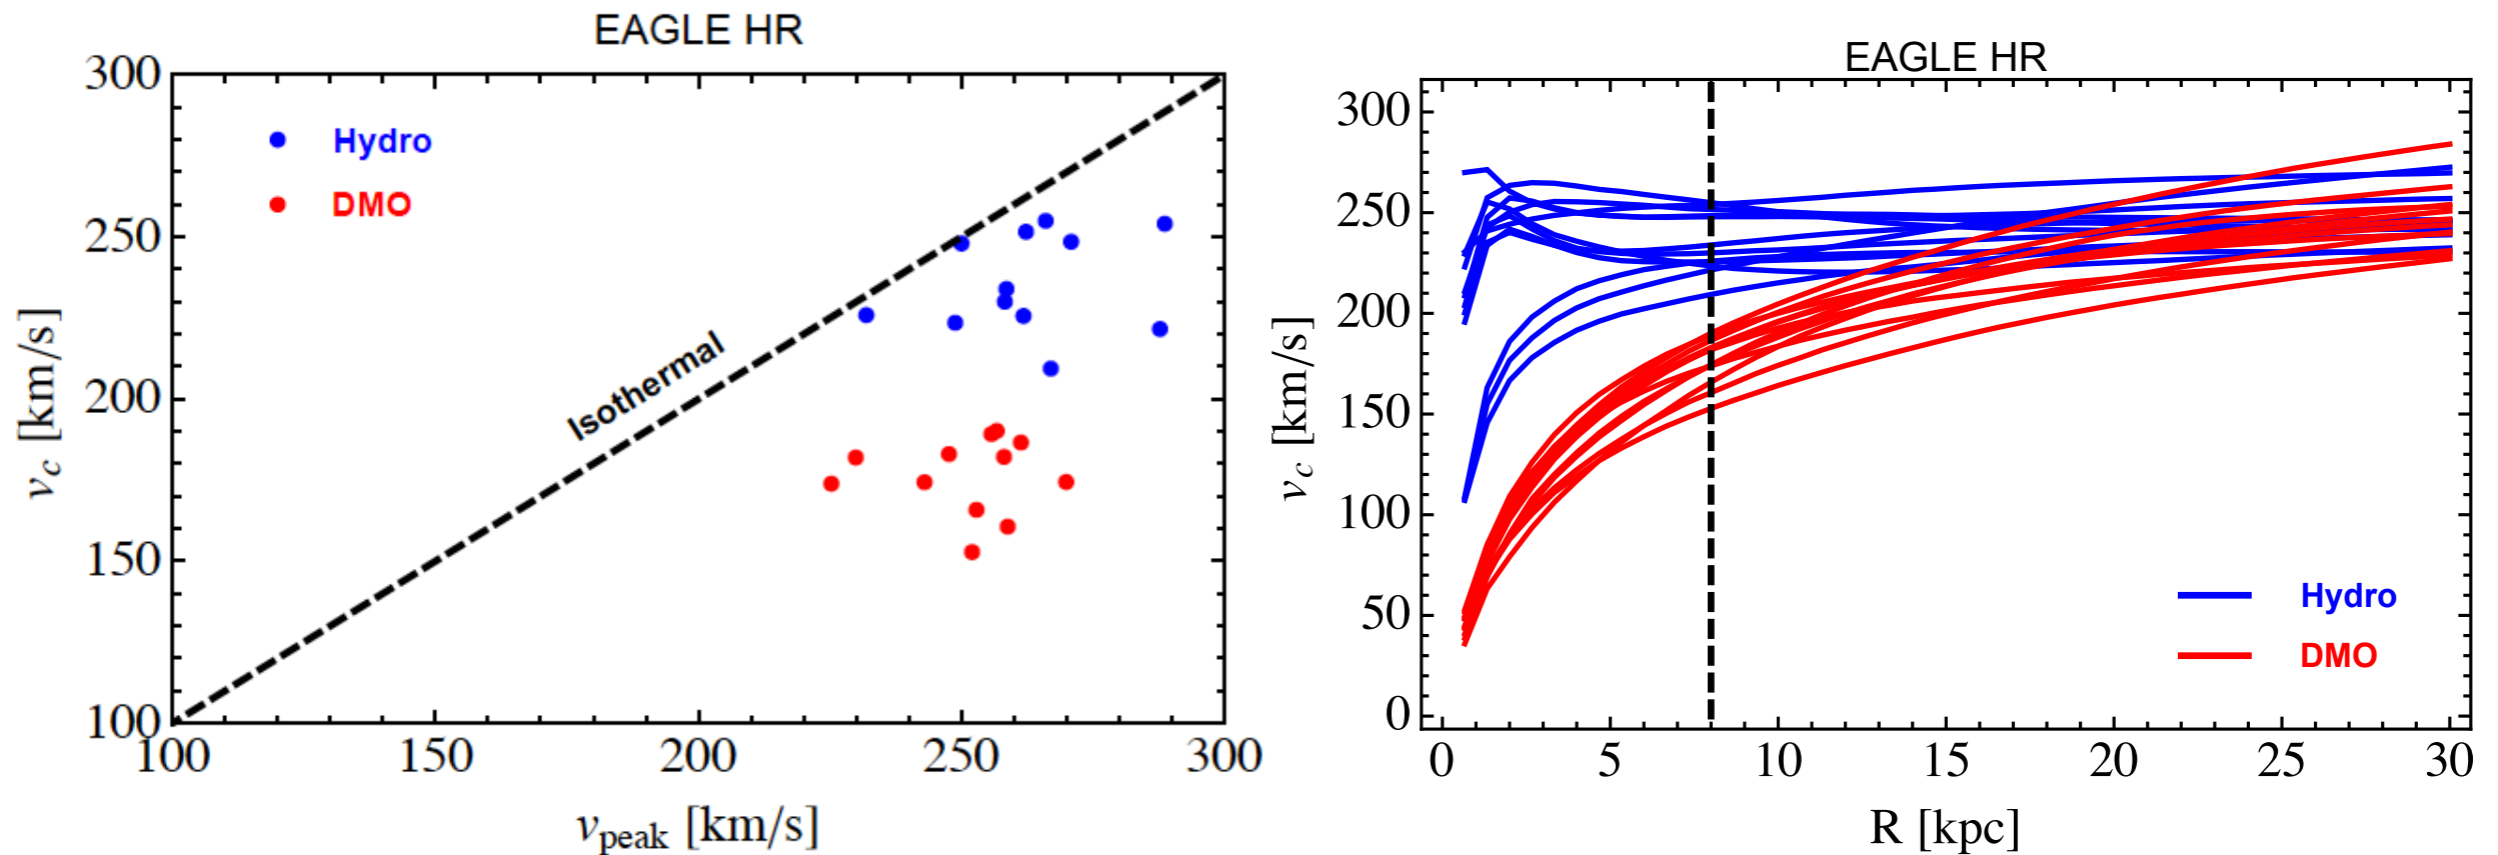 EAGLE HR
300
250
200
150
100
Hydro
DMO
Isothermal
100 150 200 250 300
v_c [km/s]
v_peak [km/s]
EAGLE HR
300
250
200
150
100
50
0
Hydro
DMO
0 5 10 15 20 25 30
v_c [km/s]
R [kpc]